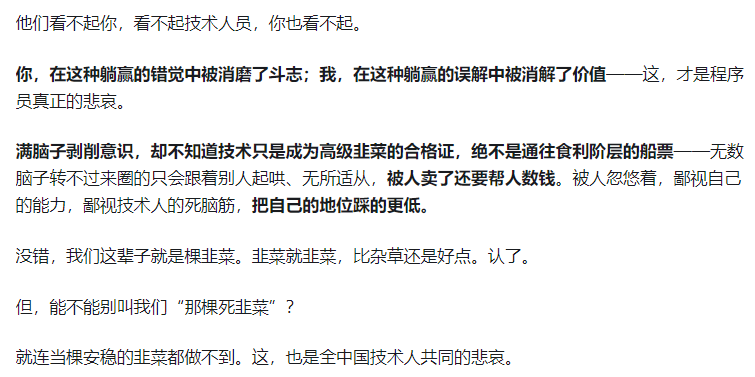 他们看不起你，看不起技术人员，你也看不起。
你，在这种躺赢的错觉中被消磨了斗志；我，在这种躺赢的误解中被消解了价值——这，才是程序
员真正的悲哀。
满脑子剥削意识，却不知道技术只是成为高级韭菜的合格证，绝不是通往食利阶层的船票——无数
脑子转不过来圈的只会跟着别人起哄、无所适从，被人卖了还要帮人数钱。被人忽悠着，鄙视自己
的能力，鄙视技术人的死脑筋，把自己的地位踩的更低。
没错，我们这辈子就是棵韭菜。韭菜就韭菜，比杂草还是好点。认了。
但，能不能别叫我们“那棵死韭菜”？
就连当棵安稳的韭菜都做不到。这，也是全中国技术人共同的悲哀。